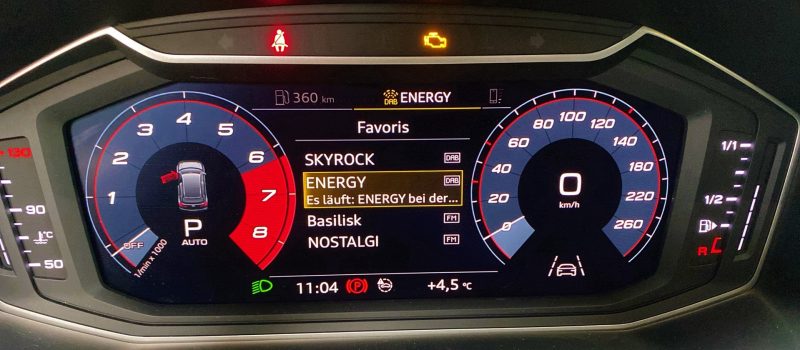 360 km
DAB ENERGY
Favoris
SKYROCK DAB
ENERGY DAB
Es läuft: ENERGY bei der...
Basilisk FM
NOSTALGI FM
11:04
P
+4,5 °C
OFF
1
2
3
4
5
6
7
8
1/min x 1000
P
AUTO
0
20
40
60
80
100
120
140
160
180
200
220
260
0
km/h
130
90
°C
50
1/1
1/2
R